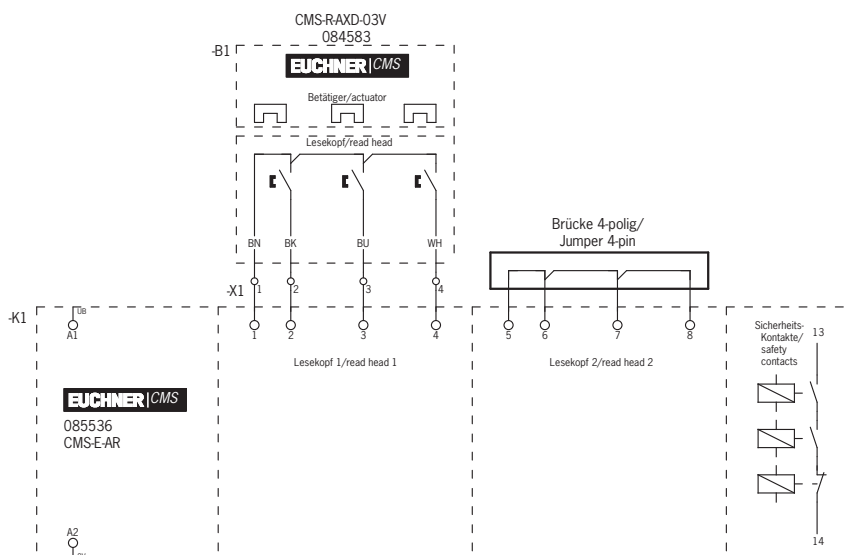 CMS-R-AXD-03V
084583
-B1
EUCHNER|CMS
Betätiger/actuator
Lesekopf/read head
BN BK BU WH
Brücke 4-polig/
Jumper 4-pin
-X1 1 2 3 4
-K1
UB
A1
1 2 3 4 5 6 7 8
Lesekopf 1/read head 1
Lesekopf 2/read head 2
Sicherheits-
Kontakte/
safety
contacts
13
EUCHNER|CMS
085536
CMS-E-AR
A2
14